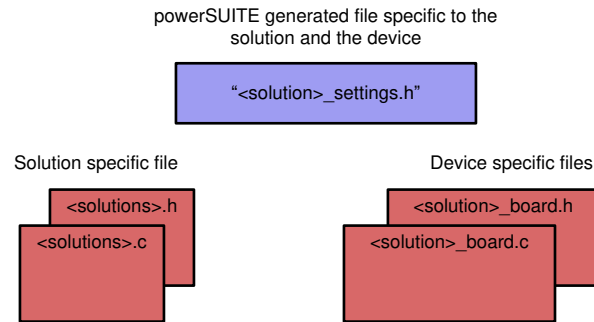 powerSUITE generated file specific to the
solution and the device
“<solution>_settings.h”
Solution specific file
Device specific files
<solutions>.h
<solutions>.c
<solution>_board.h
<solution>_board.c